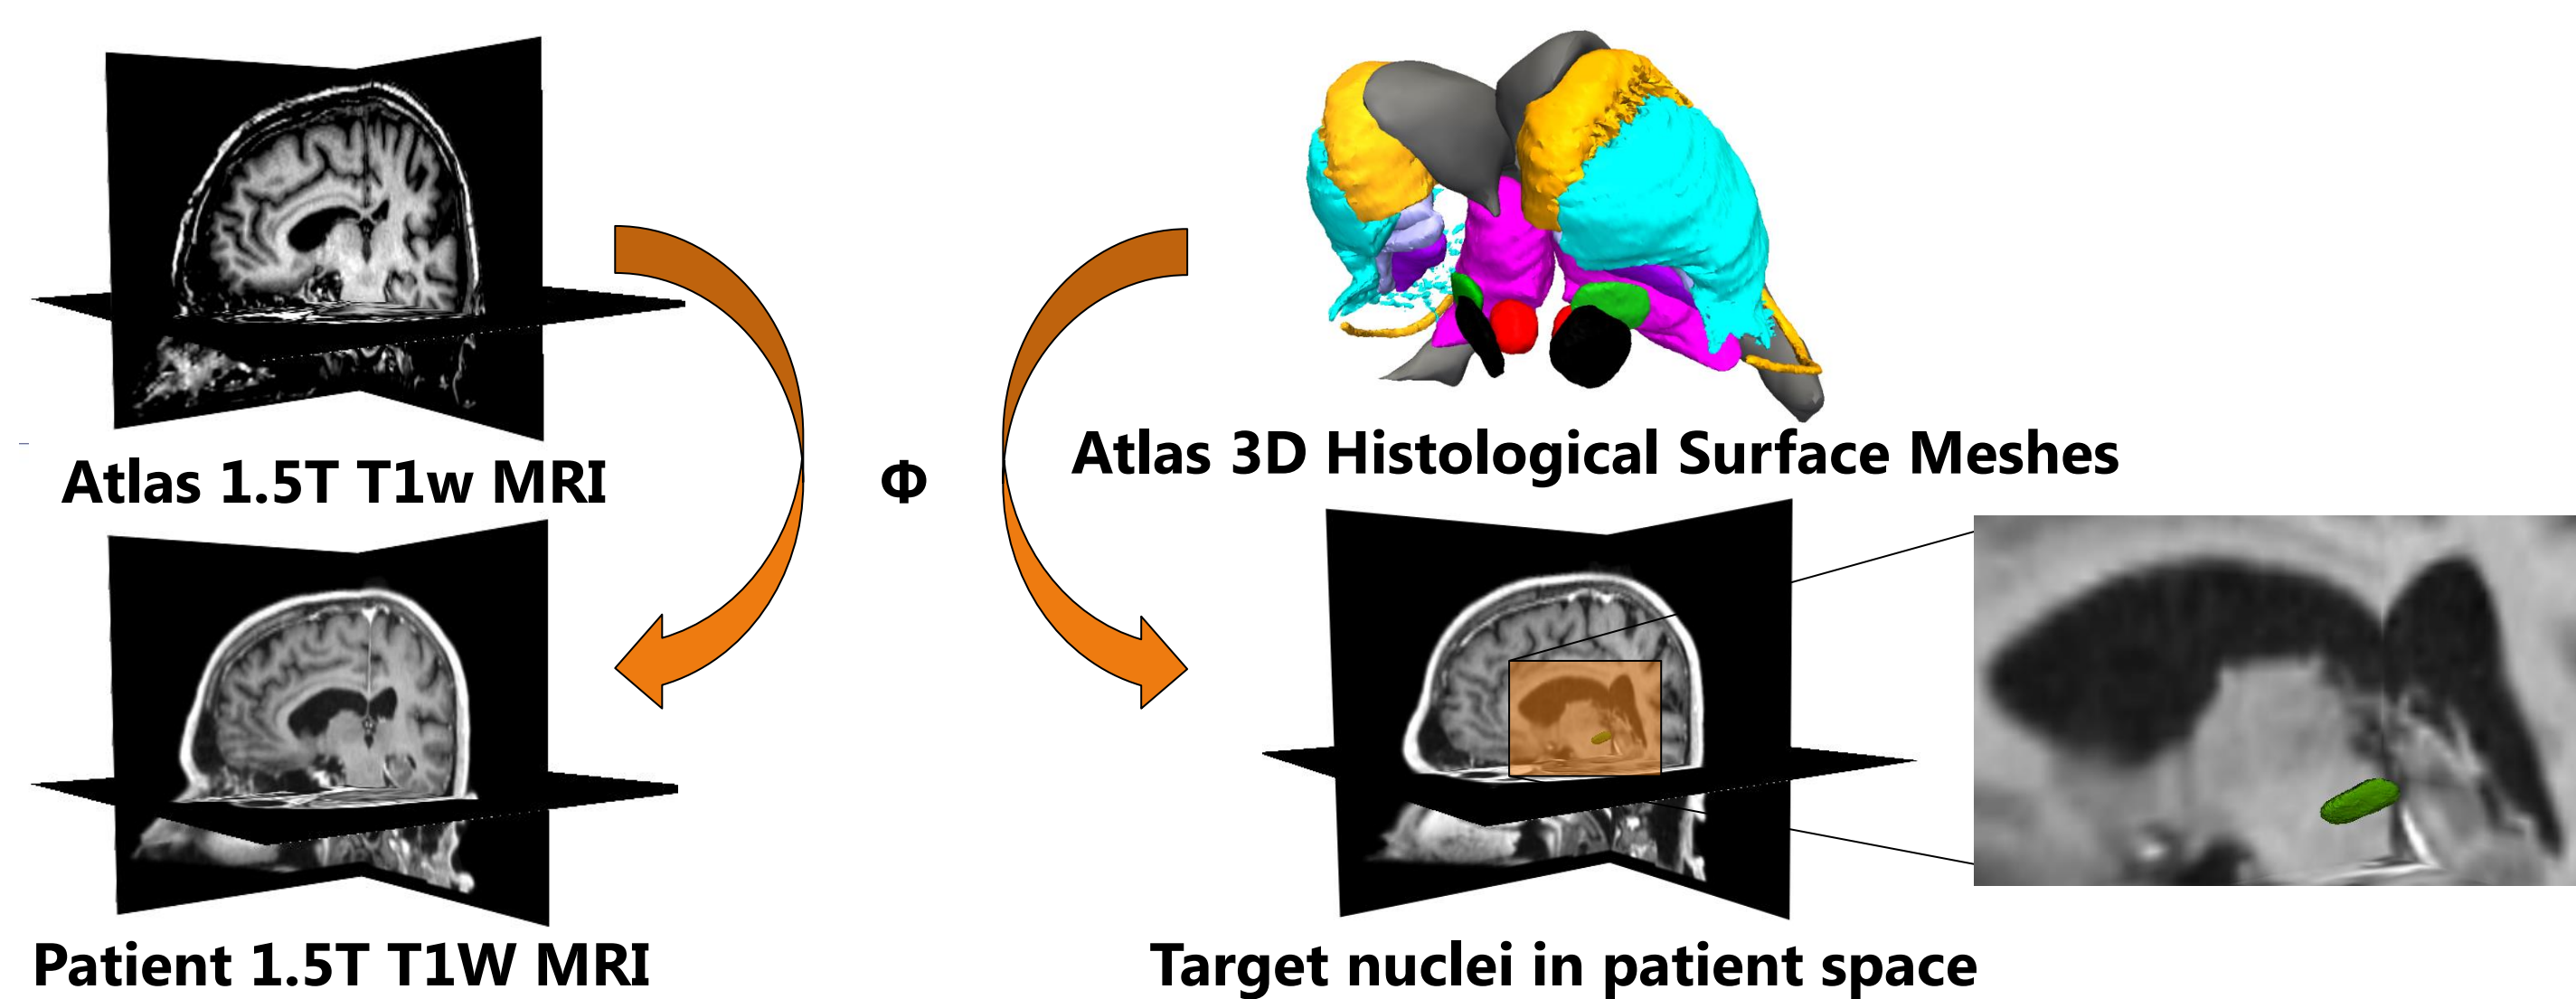 Atlas 1.5T T1w MRI
Φ
Atlas 3D Histological Surface Meshes
Patient 1.5T T1W MRI
Target nuclei in patient space